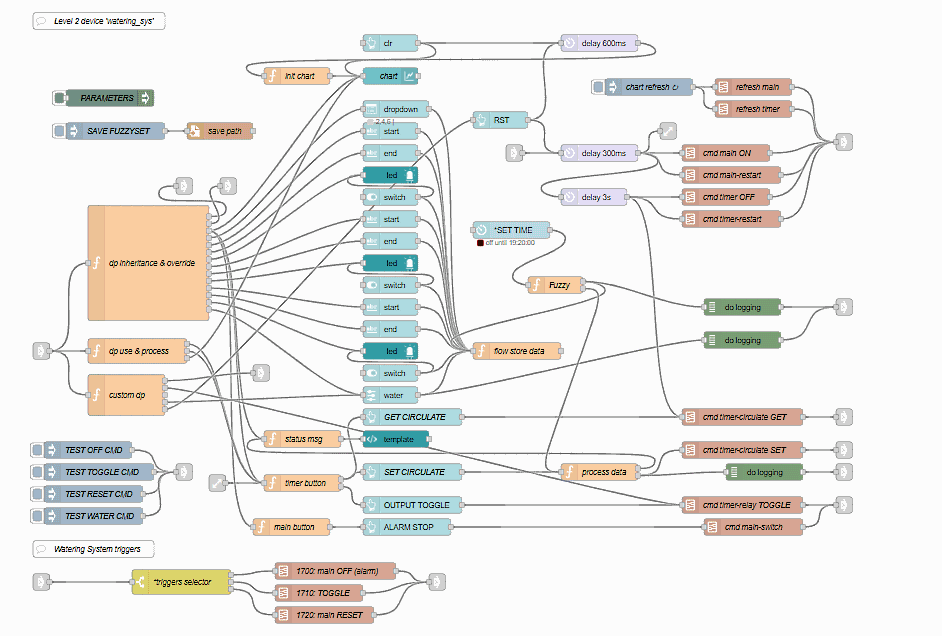 Level 2 device 'watering_sys'
clr
delay 600ms
init chart
chart
chart refresh
refresh main
PARAMETERS
dropdown
2,4,6 |
refresh timer
SAVE FUZZYSET
save path
start
RST
end
delay 300ms
cmd main ON
led
cmd main-restart
switch
delay 3s
cmd timer OFF
start
cmd timer-restart
*SET TIME
off until 19:20:00
end
dp inheritance & override
led
switch
Fuzzy
start
do logging
end
do logging
dp use & process
led
flow store data
switch
custom dp
water
GET CIRCULATE
cmd timer-circulate GET
status msg
template
TEST OFF CMD
cmd timer-circulate SET
TEST TOGGLE CMD
SET CIRCULATE
process data
do logging
timer button
TEST RESET CMD
OUTPUT TOGGLE
cmd timer-relay TOGGLE
TEST WATER CMD
main button
ALARM STOP
cmd main-switch
Watering System triggers
1700: main OFF (alarm)
*triggers selector
1710: TOGGLE
1720: main RESET